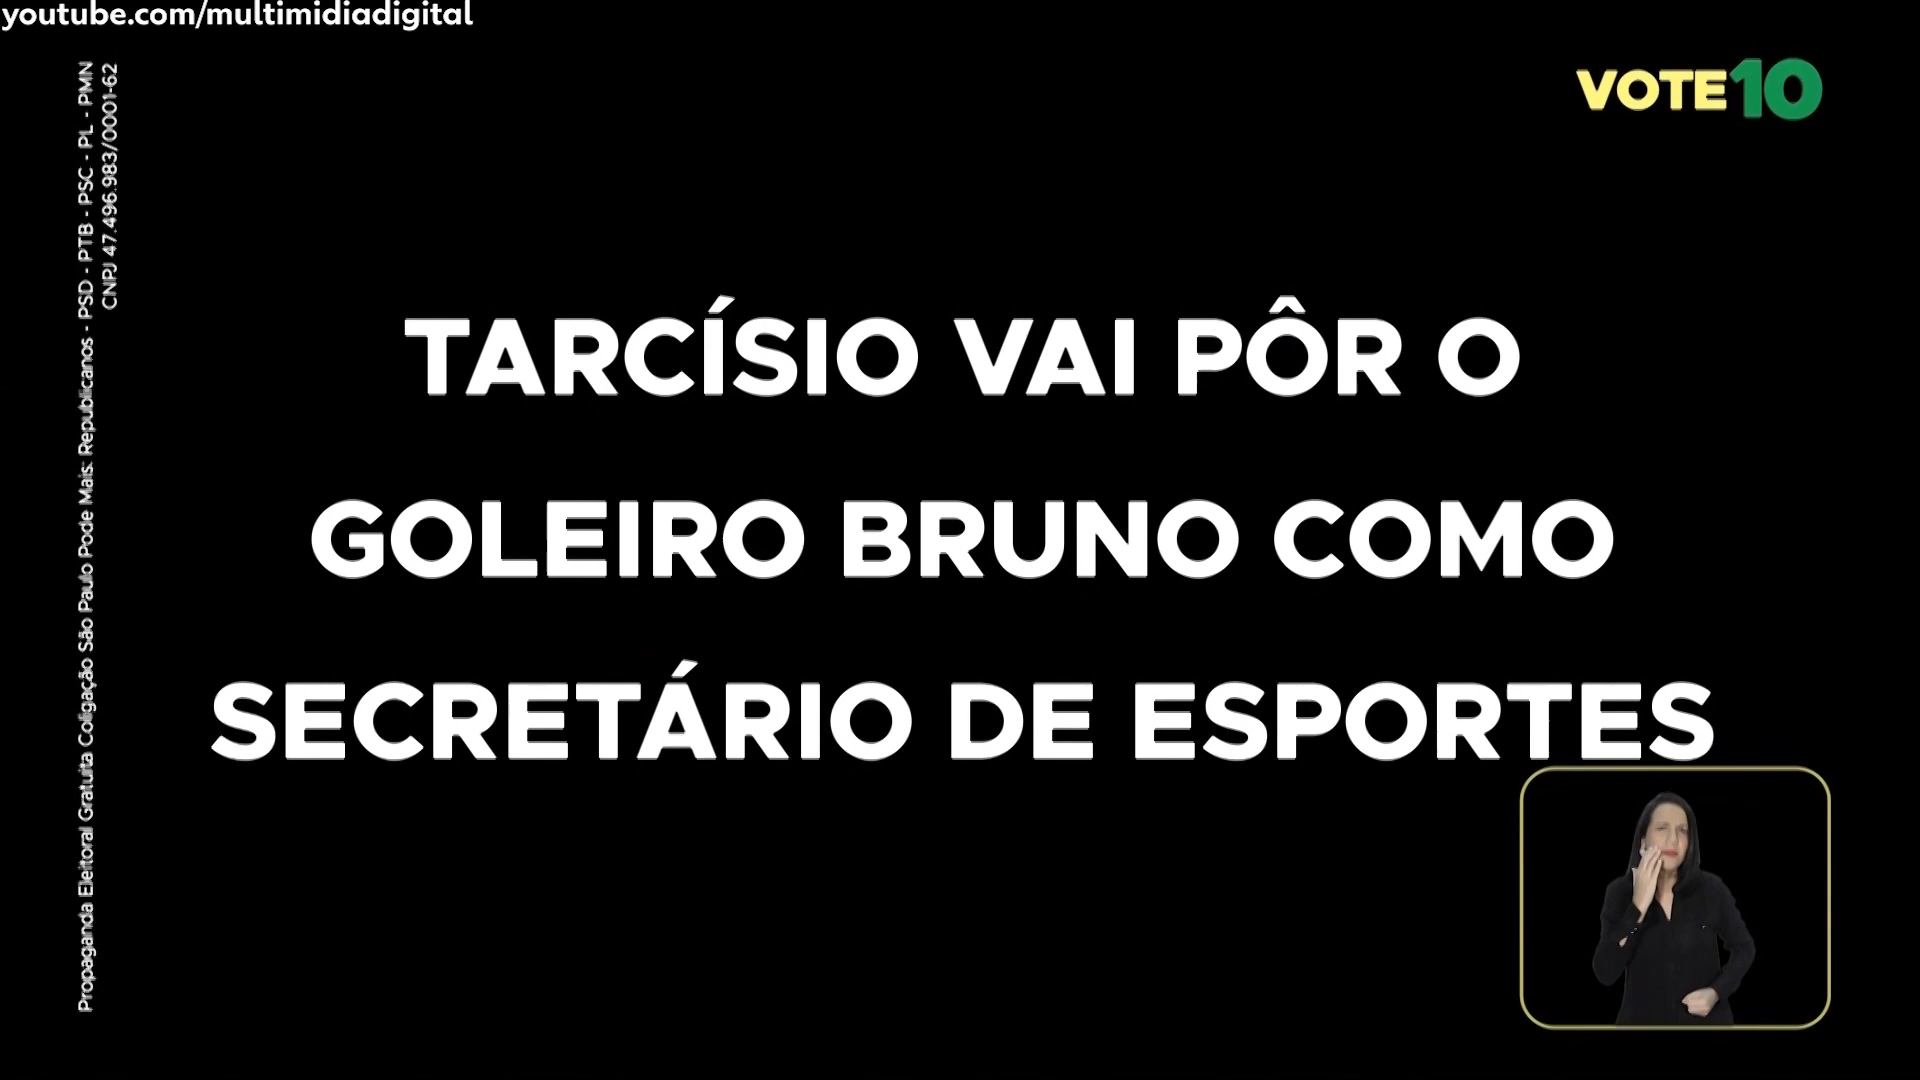 youtube.com/multimidiadigital
VOTE10
Propaganda Eleitoral Gratuita Coligação São Paulo Pode Mais: Republicanos - PSD - PTB - PSC - PL - PMN
CNPJ 47.496.983/0001-62
TARCÍSIO VAI PÔR O
GOLEIRO BRUNO COMO
SECRETÁRIO DE ESPORTES